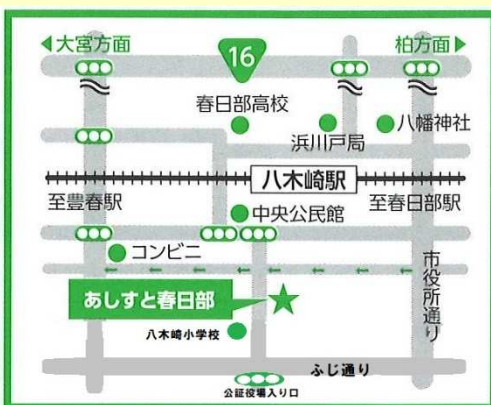 大宮方面
16
柏方面
春日部高校
浜川戸局
八幡神社
八木崎駅
至豊春駅
至春日部駅
中央公民館
コンビニ
市役所通り
あしすと春日部
八木崎小学校
ふじ通り
公証役場入り口